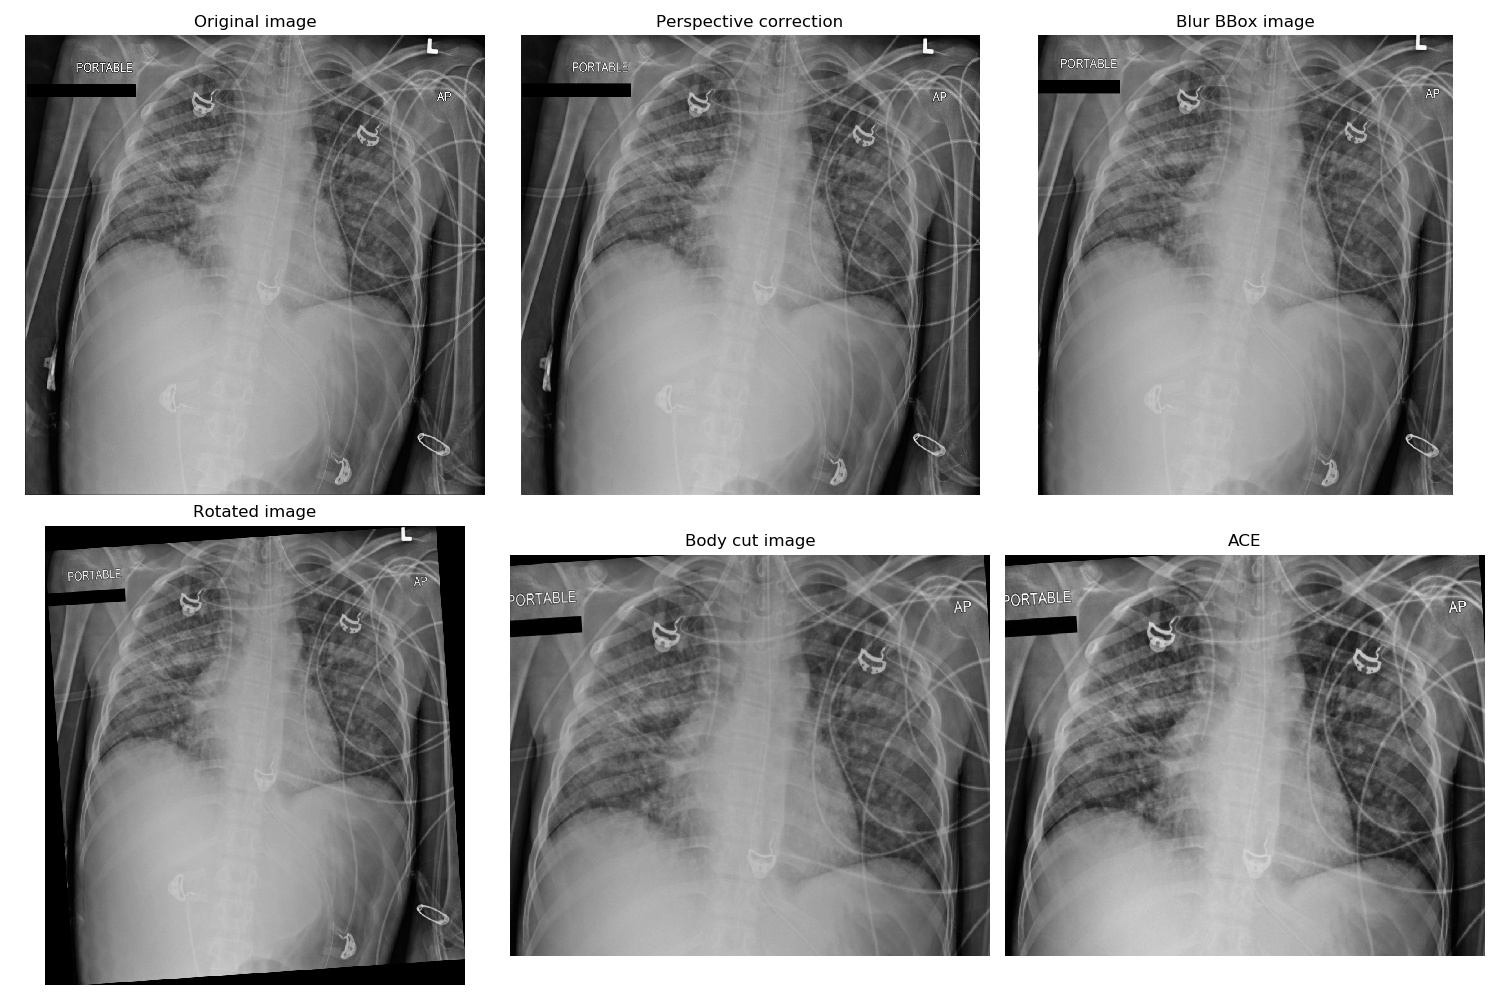 Original image
Perspective correction
Blur BBox image
L
PORTABLE
AP
L
PORTABLE
AP
L
PORTABLE
AP
Rotated image
Body cut image
ACE
L
PORTABLE
AP
PORTABLE
AP
PORTABLE
AP